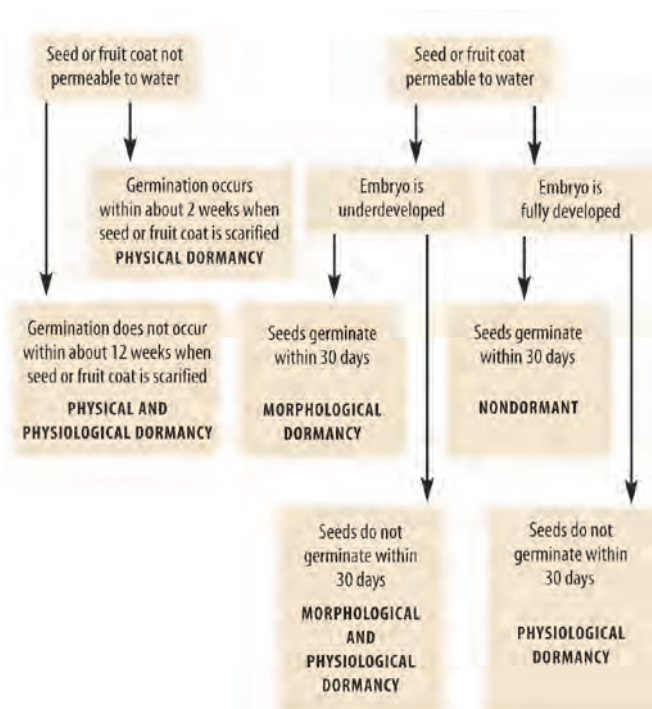 Seed or fruit coat not
permeable to water
Seed or fruit coat
permeable to water
Germination occurs
within about 2 weeks when
seed or fruit coat is scarified
PHYSICAL DORMANCY
Embryo is
underdeveloped
Embryo is
fully developed
Germination does not occur
within about 12 weeks when
seed or fruit coat is scarified
PHYSICAL AND
PHYSIOLOGICAL DORMANCY
Seeds germinate
within 30 days
MORPHOLOGICAL
DORMANCY
Seeds germinate
within 30 days
NONDORMANT
Seeds do not
germinate within
30 days
MORPHOLOGICAL
AND
PHYSIOLOGICAL
DORMANCY
Seeds do not
germinate within
30 days
PHYSIOLOGICAL
DORMANCY